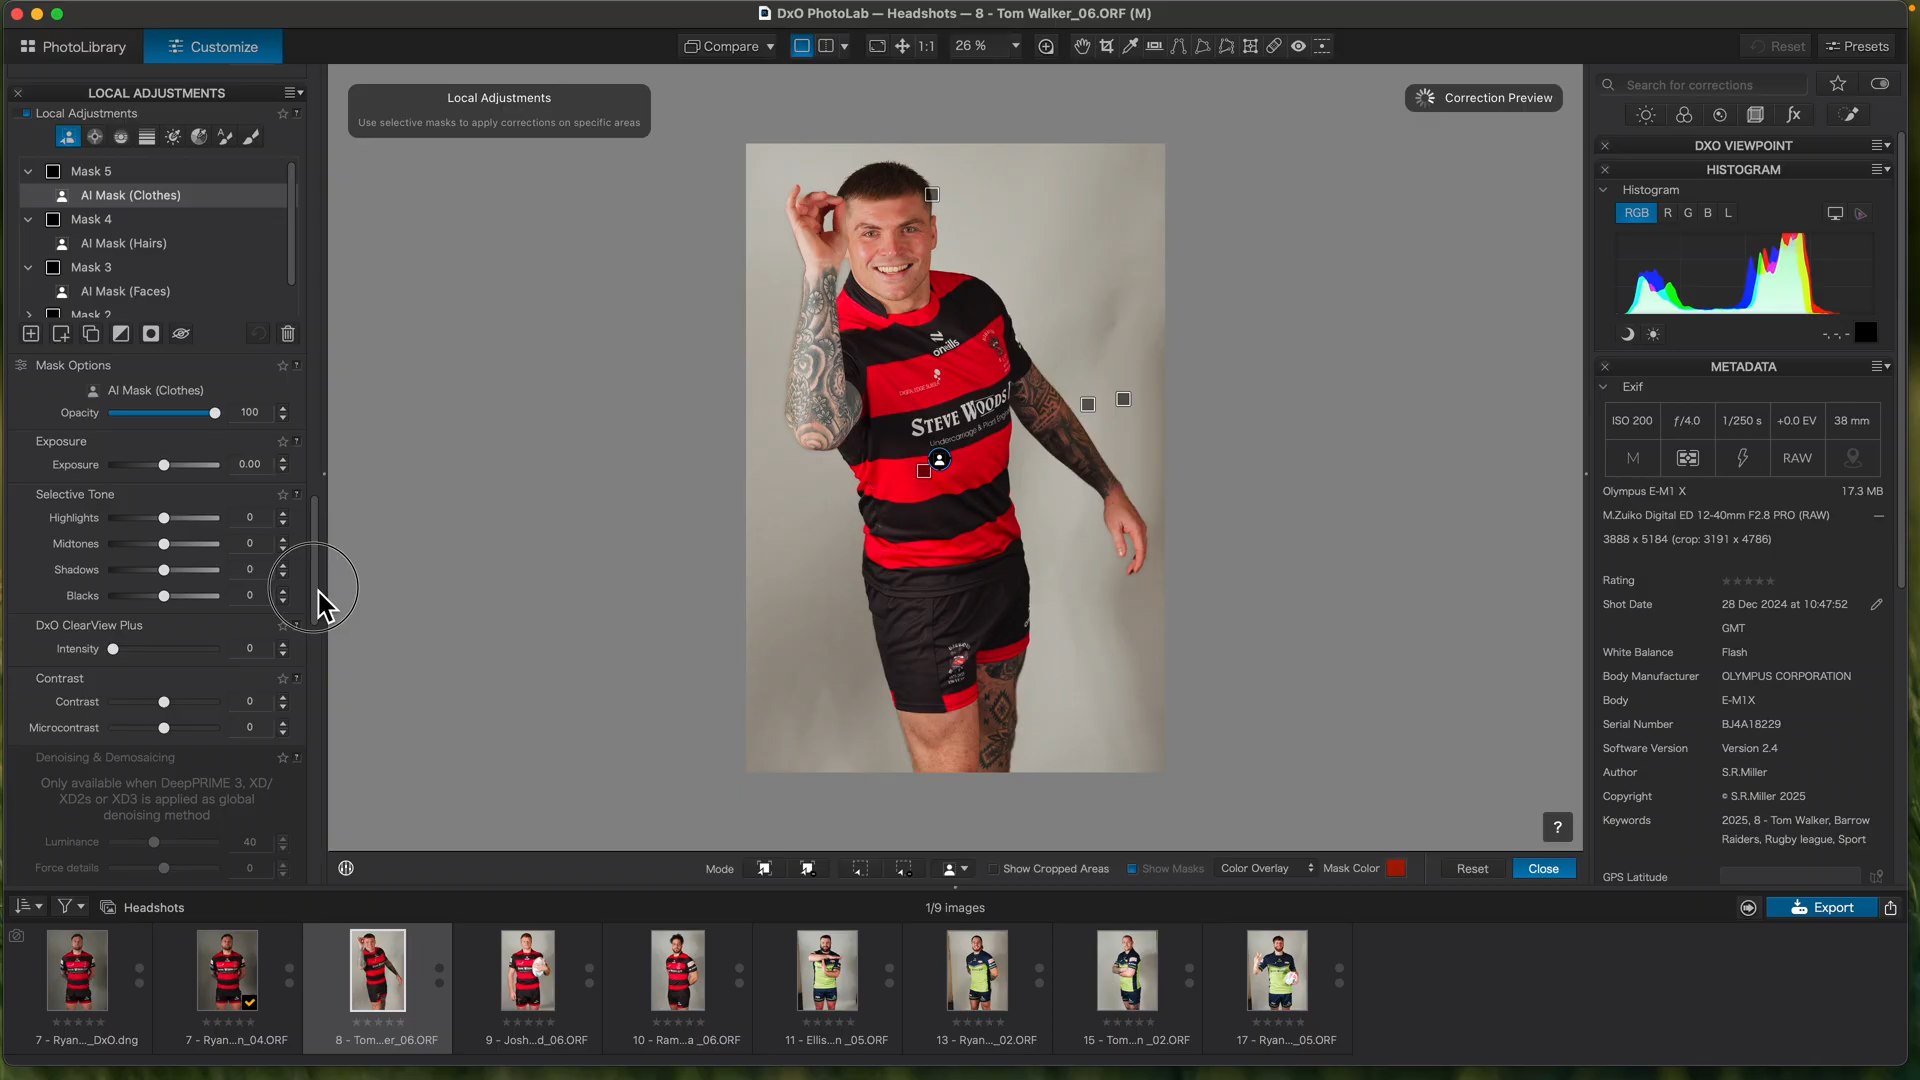 DxO PhotoLab — Headshots — 8 - Tom Walker_06.ORF (M)
PhotoLibrary
Customize
Compare
26 %
1:1
Reset
Presets
LOCAL ADJUSTMENTS
Local Adjustments
Mask 5
AI Mask (Clothes)
Mask 4
AI Mask (Hairs)
Mask 3
AI Mask (Faces)
Mask 2
Mask Options
AI Mask (Clothes)
Opacity 100
Exposure
Exposure 0.00
Selective Tone
Highlights 0
Midtones 0
Shadows 0
Blacks 0
DxO ClearView Plus
Intensity 0
Contrast
Contrast 0
Microcontrast 0
Denoising & Demosaicing
Only available when DeepPRIME 3, XD/
XD2s or XD3 is applied as global
denoising method
Luminance 40
Force details 0
Local Adjustments
Use selective masks to apply corrections on specific areas
Correction Preview
oneills
STEVE WOODS
Undercarriage & Plant
?
Mode
Show Cropped Areas
Show Masks
Color Overlay
Mask Color
Reset
Close
Search for corrections
fx
DXO VIEWPOINT
HISTOGRAM
Histogram
RGB R G B L
-,-,-
METADATA
Exif
ISO 200 ƒ/4.0 1/250 s +0.0 EV 38 mm
M RAW
Olympus E-M1 X 17.3 MB
M.Zuiko Digital ED 12-40mm F2.8 PRO (RAW) —
3888 x 5184 (crop: 3191 x 4786)
Rating
Shot Date 28 Dec 2024 at 10:47:52
GMT
White Balance Flash
Body Manufacturer OLYMPUS CORPORATION
Body E-M1X
Serial Number BJ4A18229
Software Version Version 2.4
Author S.R.Miller
Copyright © S.R.Miller 2025
Keywords 2025, 8 - Tom Walker, Barrow
Raiders, Rugby league, Sport
GPS Latitude
Headshots
1/9 images
Export
7 - Ryan..._DxO.dng
7 - Ryan...n_04.ORF
8 - Tom...er_06.ORF
9 - Josh...d_06.ORF
10 - Ram...a _06.ORF
11 - Ellis...n _05.ORF
13 - Ryan..._02.ORF
15 - Tom...n _02.ORF
17 - Ryan..._05.ORF